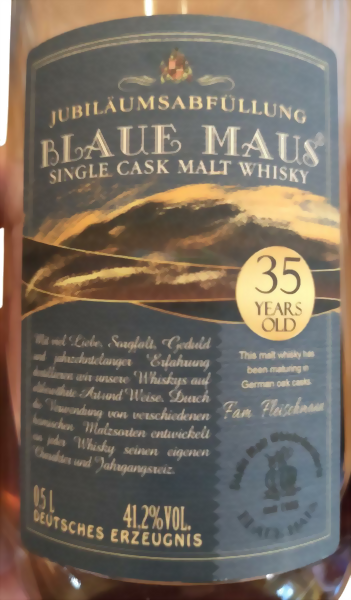 JUBILÄUMSABFÜLLUNG
BLAUE MAUS
SINGLE CASK MALT WHISKY
35
YEARS
OLD
Mit viel Liebe, Sorgfalt, Geduld
und jahrzehntelanger Erfahrung
destillieren wir unsere Whiskys auf
altbewährte Art und Weise. Durch
die Verwendung von verschiedenen
heimischen Malzsorten entwickelt
ein jeder Whisky seinen eigenen
Charakter und Jahrgangsreiz.
This malt whisky has
been maturing in
German oak casks.
Fam. Fleischmann
BLAUE MAUS
0,5 L 41.2% VOL.
DEUTSCHES ERZEUGNIS